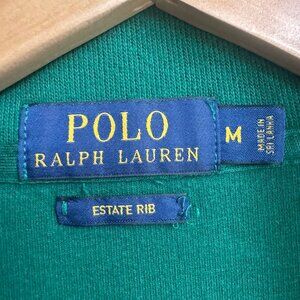 POLO
RALPH LAUREN
M
MADE IN
SRI LANKA
ESTATE RIB